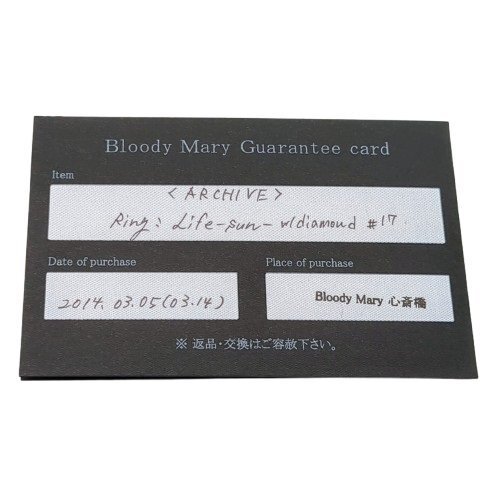 Bloody Mary Guarantee card
Item
<ARCHIVE>
Ring: Life-sun- w/diamond #17
Date of purchase
Place of purchase
2014. 03.05(03.14)
Bloody Mary 心斎橋
※ 返品・交換はご容赦下さい。